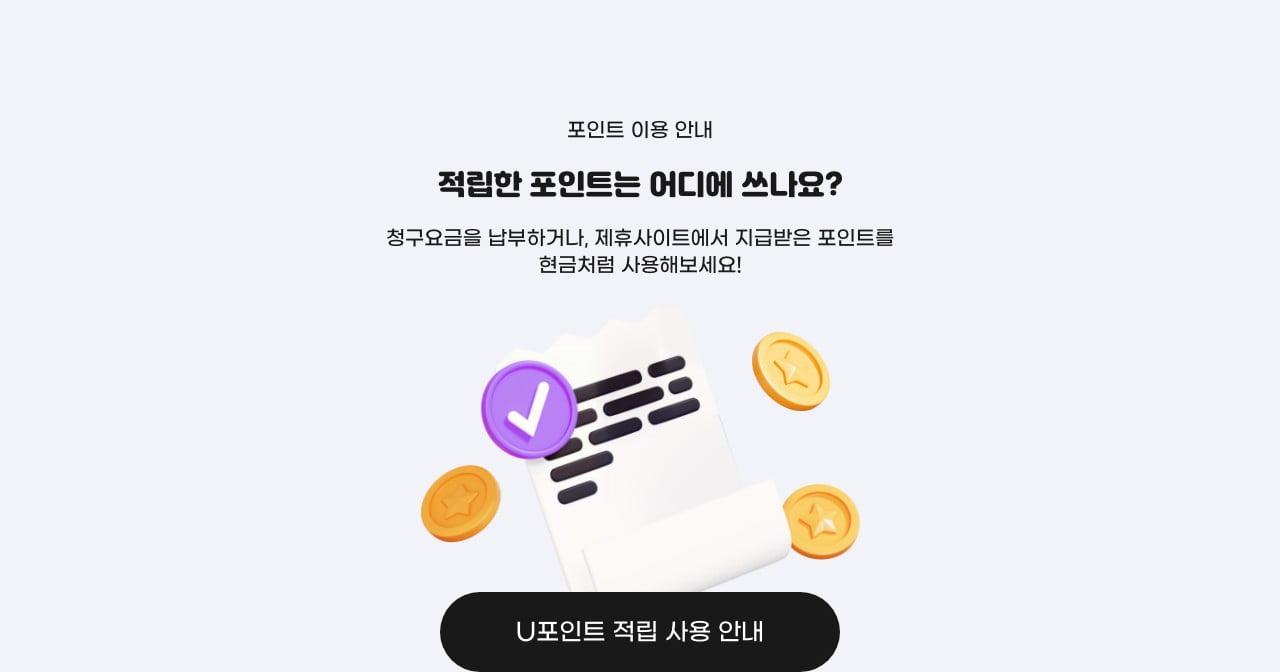 포인트 이용 안내
적립한 포인트는 어디에 쓰나요?
청구요금을 납부하거나, 제휴사이트에서 지급받은 포인트를
현금처럼 사용해보세요!
U포인트 적립 사용 안내